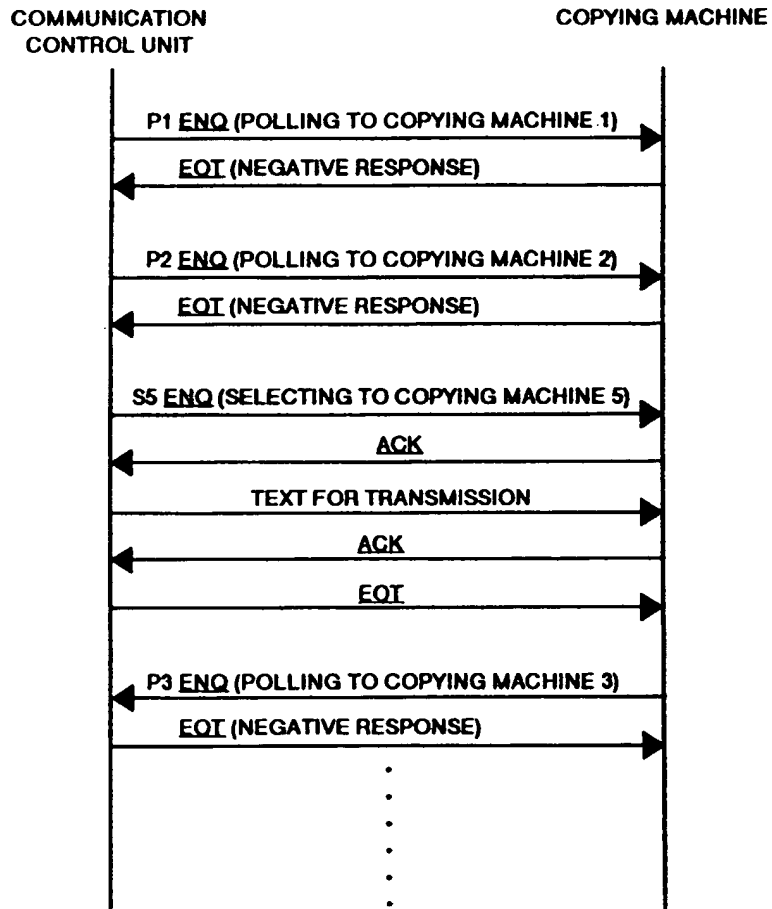 COMMUNICATION
CONTROL UNIT
COPYING MACHINE
P1 ENQ (POLLING TO COPYING MACHINE 1)
EOT (NEGATIVE RESPONSE)
P2 ENQ (POLLING TO COPYING MACHINE 2)
EOT (NEGATIVE RESPONSE)
S5 ENQ (SELECTING TO COPYING MACHINE 5)
ACK
TEXT FOR TRANSMISSION
ACK
EOT
P3 ENQ (POLLING TO COPYING MACHINE 3)
EOT (NEGATIVE RESPONSE)